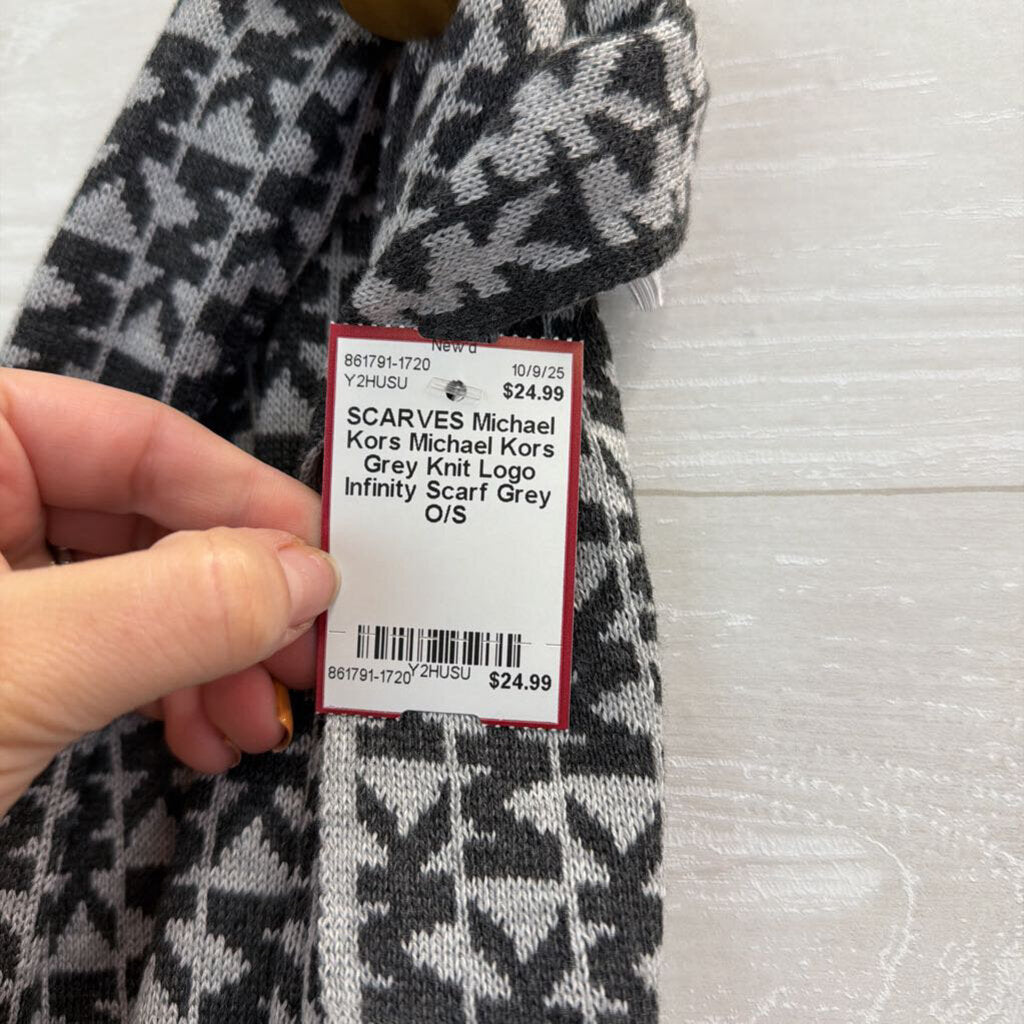 New'd
861791-1720 10/9/25
Y2HUSU $24.99
SCARVES Michael
Kors Michael Kors
Grey Knit Logo
Infinity Scarf Grey
O/S
861791-1720 Y2HUSU $24.99